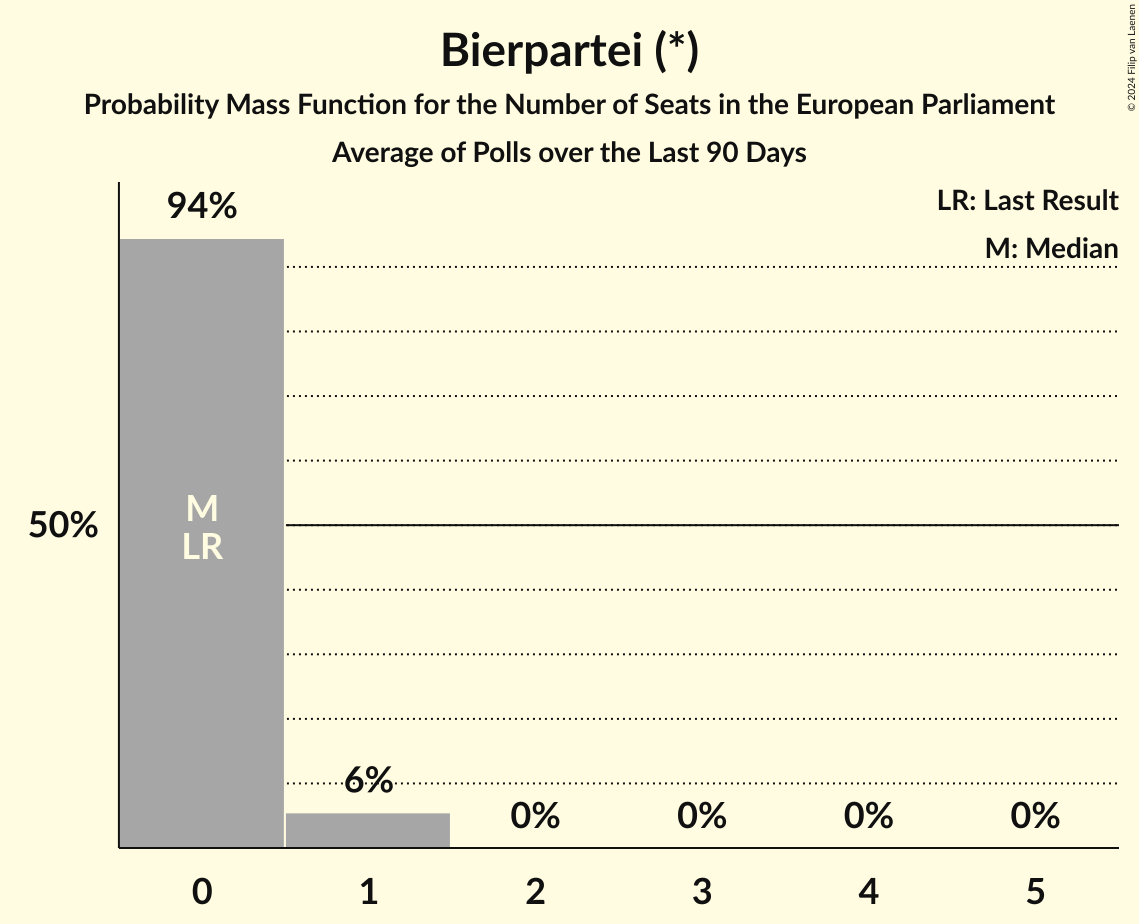 Bierpartei (*)
Probability Mass Function for the Number of Seats in the European Parliament
Average of Polls over the Last 90 Days
© 2024 Filip van Laenen
LR: Last Result
M: Median
94%
50%
M
LR
6%
0%
0%
0%
0%
0
1
2
3
4
5